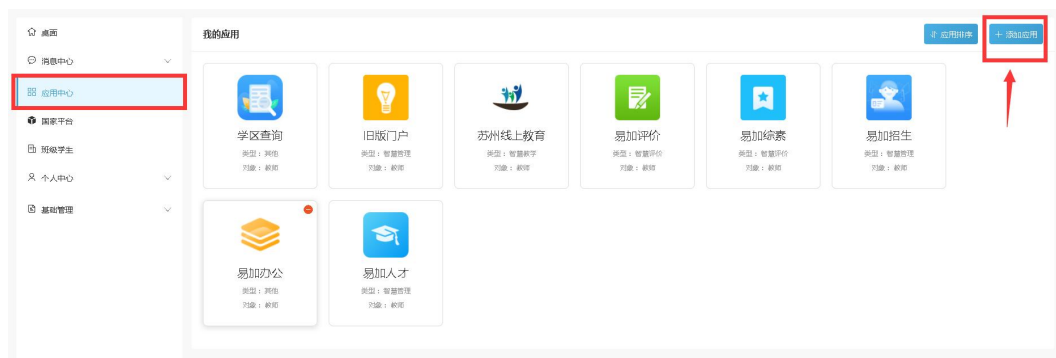 桌面
消息中心
应用中心
国家平台
班级学生
个人中心
基础管理
我的应用
应用排序
+ 添加应用
学区查询
类型：其他
对象：教师
旧版门户
类型：智慧管理
对象：教师
苏州线上教育
类型：智慧教学
对象：教师
易加评价
类型：智慧评价
对象：教师
易加综素
类型：智慧评价
对象：教师
易加招生
类型：智慧管理
对象：教师
易加办公
类型：其他
对象：教师
易加人才
类型：智慧管理
对象：教师